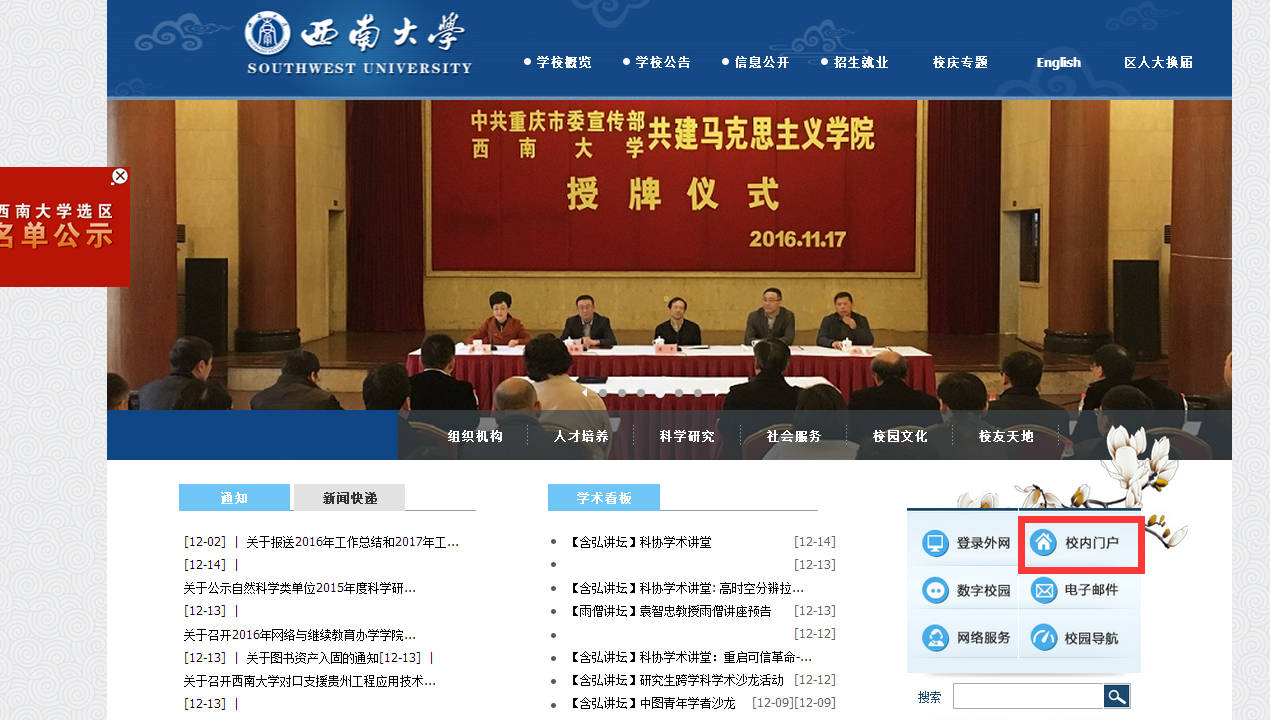 西南大學
SOUTHWEST UNIVERSITY
学校概览 学校公告 信息公开 招生就业 校庆专题 English 区人大换届
中共重庆市委宣传部
西南大学
共建马克思主义学院
授牌仪式
2016.11.17
西南大学选区
名单公示
组织机构 人才培养 科学研究 社会服务 校园文化 校友天地
通知 新闻快递
[12-02] | 关于报送2016年工作总结和2017年工...
[12-14] |
关于公示自然科学类单位2015年度科学研...
[12-13] |
关于召开2016年网络与继续教育办学学院...
[12-13] | 关于图书资产入固的通知[12-13] |
关于召开西南大学对口支援贵州工程应用技术...
[12-13] |
学术看板
【含弘讲坛】科协学术讲堂 [12-14]
[12-13]
【含弘讲坛】科协学术讲堂: 高时空分辨拉...
【雨僧讲坛】袁智忠教授雨僧讲座预告 [12-13]
[12-12]
【含弘讲坛】科协学术讲堂：重启可信革命-...
【含弘讲坛】研究生跨学科学术沙龙活动 [12-12]
【含弘讲坛】中图青年学者沙龙 [12-09][12-09]
登录外网 校内门户
数字校园 电子邮件
网络服务 校园导航
搜索